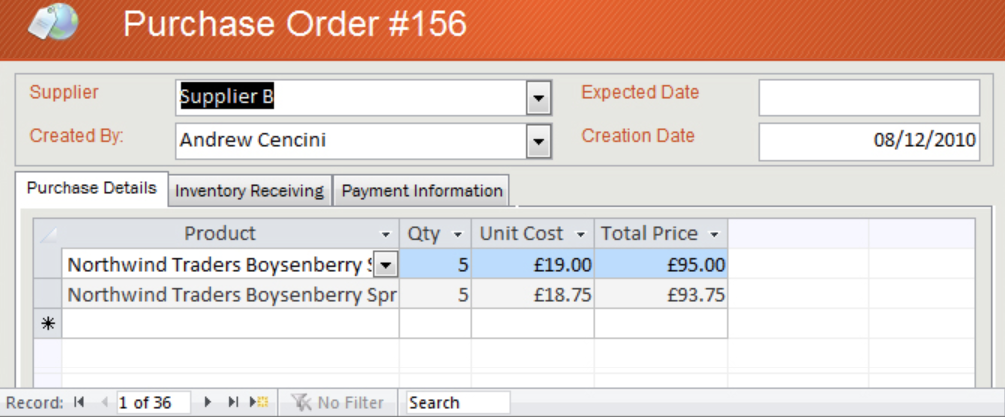 Purchase Order #156
Supplier Supplier B Expected Date
Created By: Andrew Cencini Creation Date 08/12/2010
Purchase Details Inventory Receiving Payment Information
Product Qty Unit Cost Total Price
Northwind Traders Boysenberry S 5 £19.00 £95.00
Northwind Traders Boysenberry Spr 5 £18.75 £93.75
Record: 1 of 36 No Filter Search